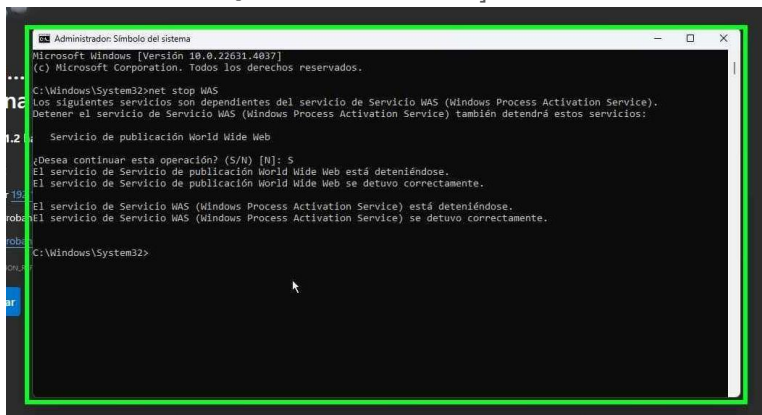 Administrador: Símbolo del sistema
Microsoft Windows [Versión 10.0.22631.4037]
(c) Microsoft Corporation. Todos los derechos reservados.
C:\Windows\System32>net stop WAS
Los siguientes servicios son dependientes del servicio de Servicio WAS (Windows Process Activation Service).
Detener el servicio de Servicio WAS (Windows Process Activation Service) también detendrá estos servicios:
Servicio de publicación World Wide Web
¿Desea continuar esta operación? (S/N) [N]: S
El servicio de Servicio de publicación World Wide Web está deteniéndose.
El servicio de Servicio de publicación World Wide Web se detuvo correctamente.
El servicio de Servicio WAS (Windows Process Activation Service) está deteniéndose.
El servicio de Servicio WAS (Windows Process Activation Service) se detuvo correctamente.
C:\Windows\System32>